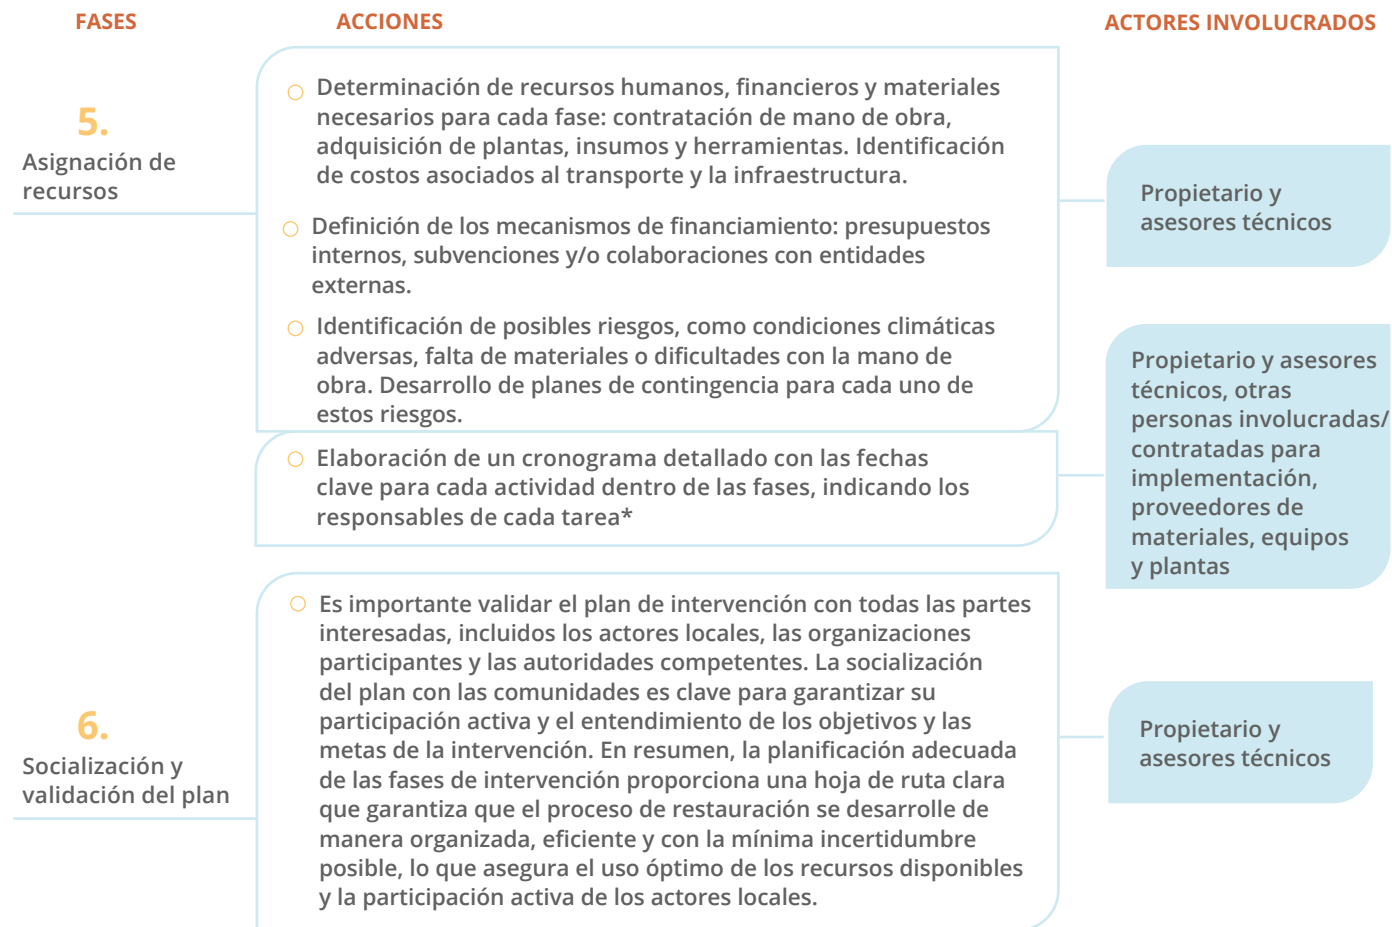 FASES
ACCIONES
ACTORES INVOLUCRADOS
5.
Asignación de
recursos
Determinación de recursos humanos, financieros y materiales
necesarios para cada fase: contratación de mano de obra,
adquisición de plantas, insumos y herramientas. Identificación
de costos asociados al transporte y la infraestructura.
Definición de los mecanismos de financiamiento: presupuestos
internos, subvenciones y/o colaboraciones con entidades
externas.
Identificación de posibles riesgos, como condiciones climáticas
adversas, falta de materiales o dificultades con la mano de
obra. Desarrollo de planes de contingencia para cada uno de
estos riesgos.
Propietario y
asesores técnicos
Elaboración de un cronograma detallado con las fechas
clave para cada actividad dentro de las fases, indicando los
responsables de cada tarea*
Propietario y asesores
técnicos, otras
personas involucradas/
contratadas para
implementación,
proveedores de
materiales, equipos
y plantas
6.
Socialización y
validación del plan
Es importante validar el plan de intervención con todas las partes
interesadas, incluidos los actores locales, las organizaciones
participantes y las autoridades competentes. La socialización
del plan con las comunidades es clave para garantizar su
participación activa y el entendimiento de los objetivos y las
metas de la intervención. En resumen, la planificación adecuada
de las fases de intervención proporciona una hoja de ruta clara
que garantiza que el proceso de restauración se desarrolle de
manera organizada, eficiente y con la mínima incertidumbre
posible, lo que asegura el uso óptimo de los recursos disponibles
y la participación activa de los actores locales.
Propietario y
asesores técnicos